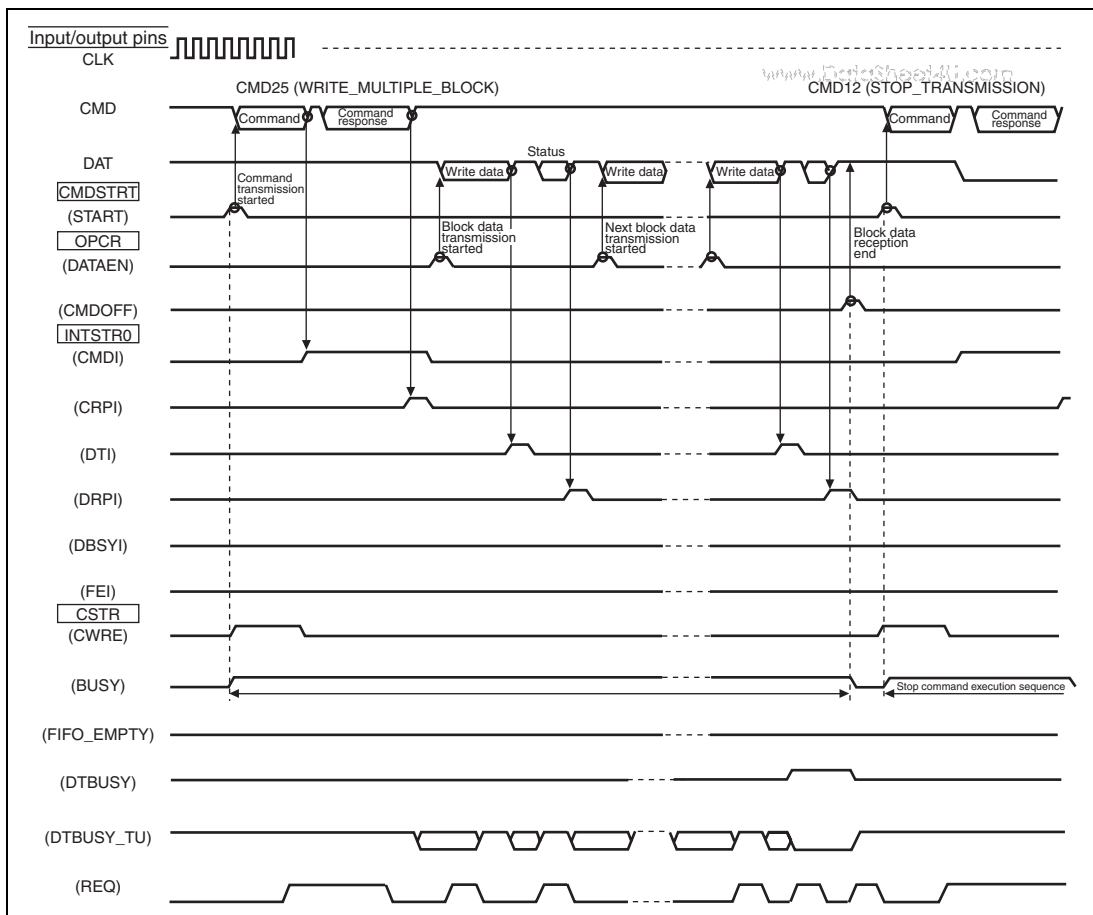 Input/output pins
CLK
www.DataSheet4U.com
CMD25 (WRITE_MULTIPLE_BLOCK)
CMD12 (STOP_TRANSMISSION)
CMD
Command
Command
response
Command
Command
response
DAT
Status
Write data
Write data
Write data
CMDSTRT
(START)
Command
transmission
started
OPCR
(DATAEN)
Block data
transmission
started
Next block data
transmission
started
Block data
reception
end
(CMDOFF)
INTSTR0
(CMDI)
(CRPI)
(DTI)
(DRPI)
(DBSYI)
(FEI)
CSTR
(CWRE)
(BUSY)
Stop command execution sequence
(FIFO_EMPTY)
(DTBUSY)
(DTBUSY_TU)
(REQ)